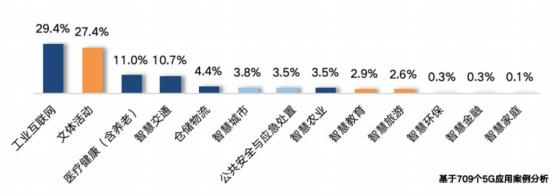 29.4%
27.4%
11.0%
10.7%
4.4%
3.8%
3.5%
3.5%
2.9%
2.6%
0.3%
0.3%
0.1%
工业互联网
文体活动
医疗健康（含养老）
智慧交通
仓储物流
智慧城市
公共安全与应急处置
智慧农业
智慧教育
智慧旅游
智慧环保
智慧金融
智慧家庭
基于709个5G应用案例分析